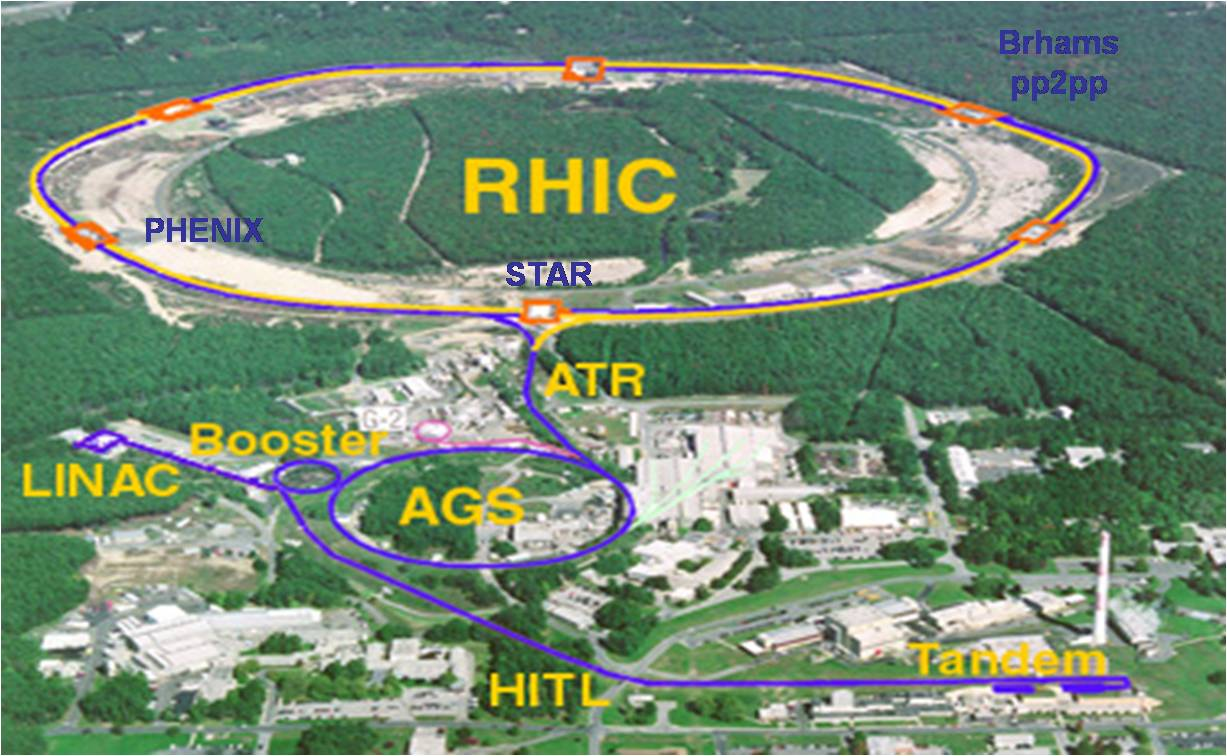 Brhams
pp2pp
RHIC
PHENIX
STAR
ATR
G-2
Booster
LINAC
AGS
Tandem
HITL